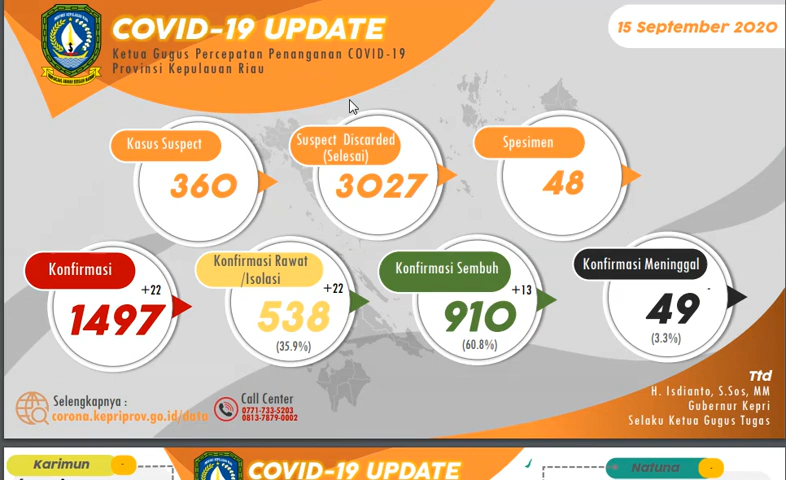 COVID-19 UPDATE
Ketua Gugus Percepatan Penanganan COVID-19
Provinsi Kepulauan Riau
15 September 2020
Kasus Suspect
360
Suspect Discarded
(Selesai)
3027
Spesimen
48
Konfirmasi
+22
1497
Konfirmasi Rawat
/Isolasi
+22
538
(35.9%)
Konfirmasi Sembuh
+13
910
(60.8%)
Konfirmasi Meninggal
-
49
(3.3%)
Selengkapnya :
corona.kepriprov.go.id/data
Call Center
0771-733-5203
0813-7879-0002
Ttd
H. Isdianto, S.Sos, MM
Gubernur Kepri
Selaku Ketua Gugus Tugas
Karimun
COVID-19 UPDATE
Natuna